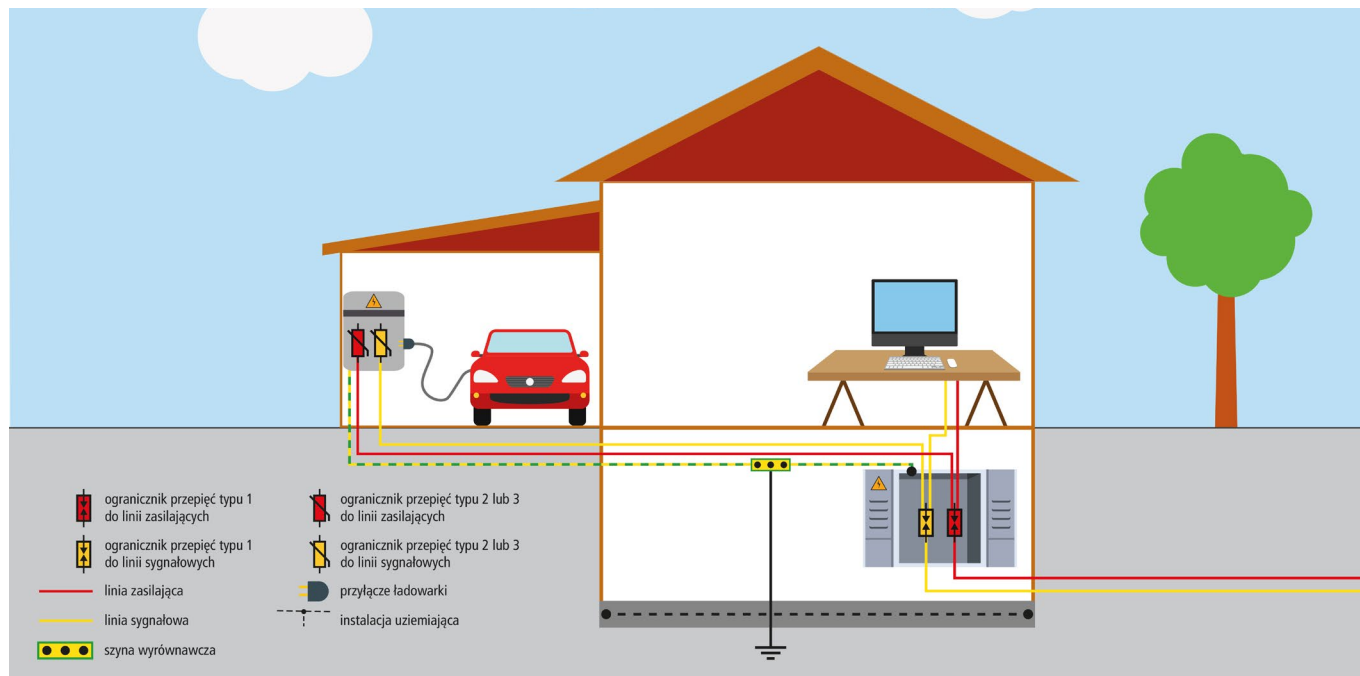 ogranicznik przepięć typu 1
do linii zasilających
ogranicznik przepięć typu 1
do linii sygnałowych
linia zasilająca
linia sygnałowa
szyna wyrównawcza
ogranicznik przepięć typu 2 lub 3
do linii zasilających
ogranicznik przepięć typu 2 lub 3
do linii sygnałowych
przyłącze ładowarki
instalacja uziemiająca